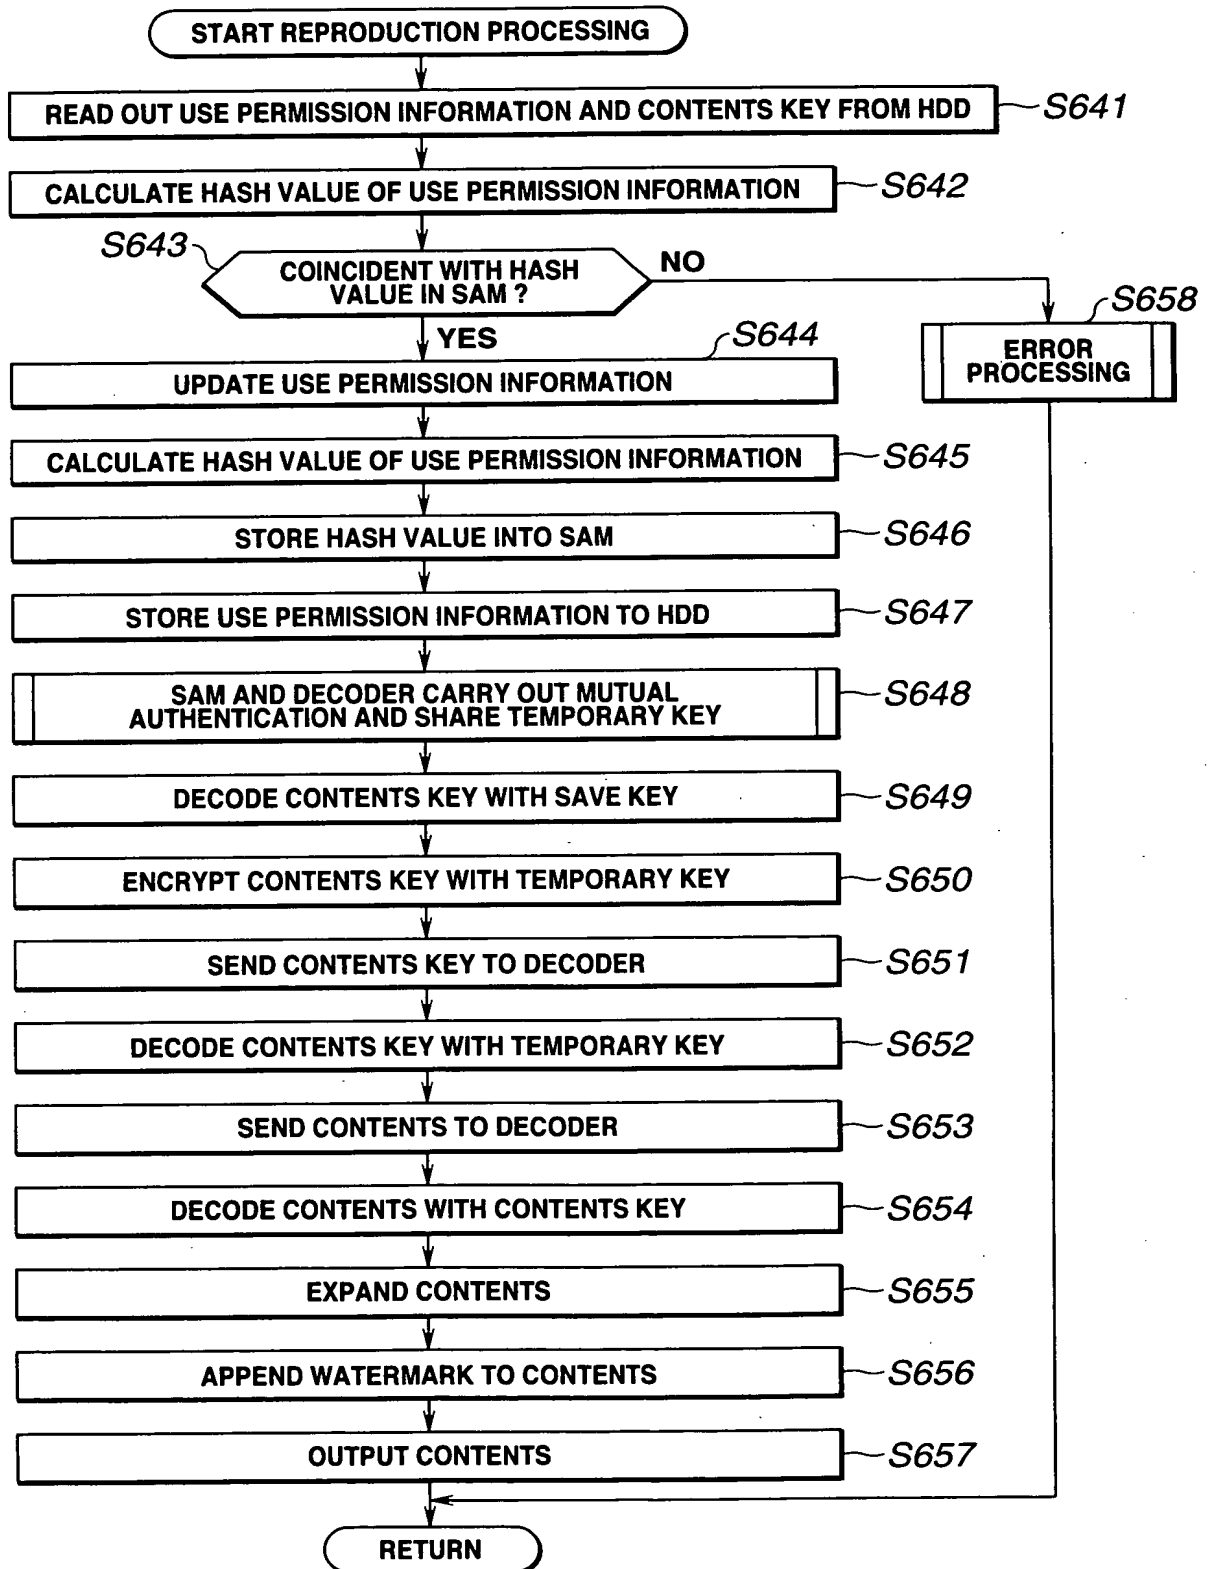 START REPRODUCTION PROCESSING
READ OUT USE PERMISSION INFORMATION AND CONTENTS KEY FROM HDD
S641
CALCULATE HASH VALUE OF USE PERMISSION INFORMATION
S642
S643
COINCIDENT WITH HASH
VALUE IN SAM ?
NO
YES
S658
ERROR
PROCESSING
S644
UPDATE USE PERMISSION INFORMATION
CALCULATE HASH VALUE OF USE PERMISSION INFORMATION
S645
STORE HASH VALUE INTO SAM
S646
STORE USE PERMISSION INFORMATION TO HDD
S647
SAM AND DECODER CARRY OUT MUTUAL
AUTHENTICATION AND SHARE TEMPORARY KEY
S648
DECODE CONTENTS KEY WITH SAVE KEY
S649
ENCRYPT CONTENTS KEY WITH TEMPORARY KEY
S650
SEND CONTENTS KEY TO DECODER
S651
DECODE CONTENTS KEY WITH TEMPORARY KEY
S652
SEND CONTENTS TO DECODER
S653
DECODE CONTENTS WITH CONTENTS KEY
S654
EXPAND CONTENTS
S655
APPEND WATERMARK TO CONTENTS
S656
OUTPUT CONTENTS
S657
RETURN